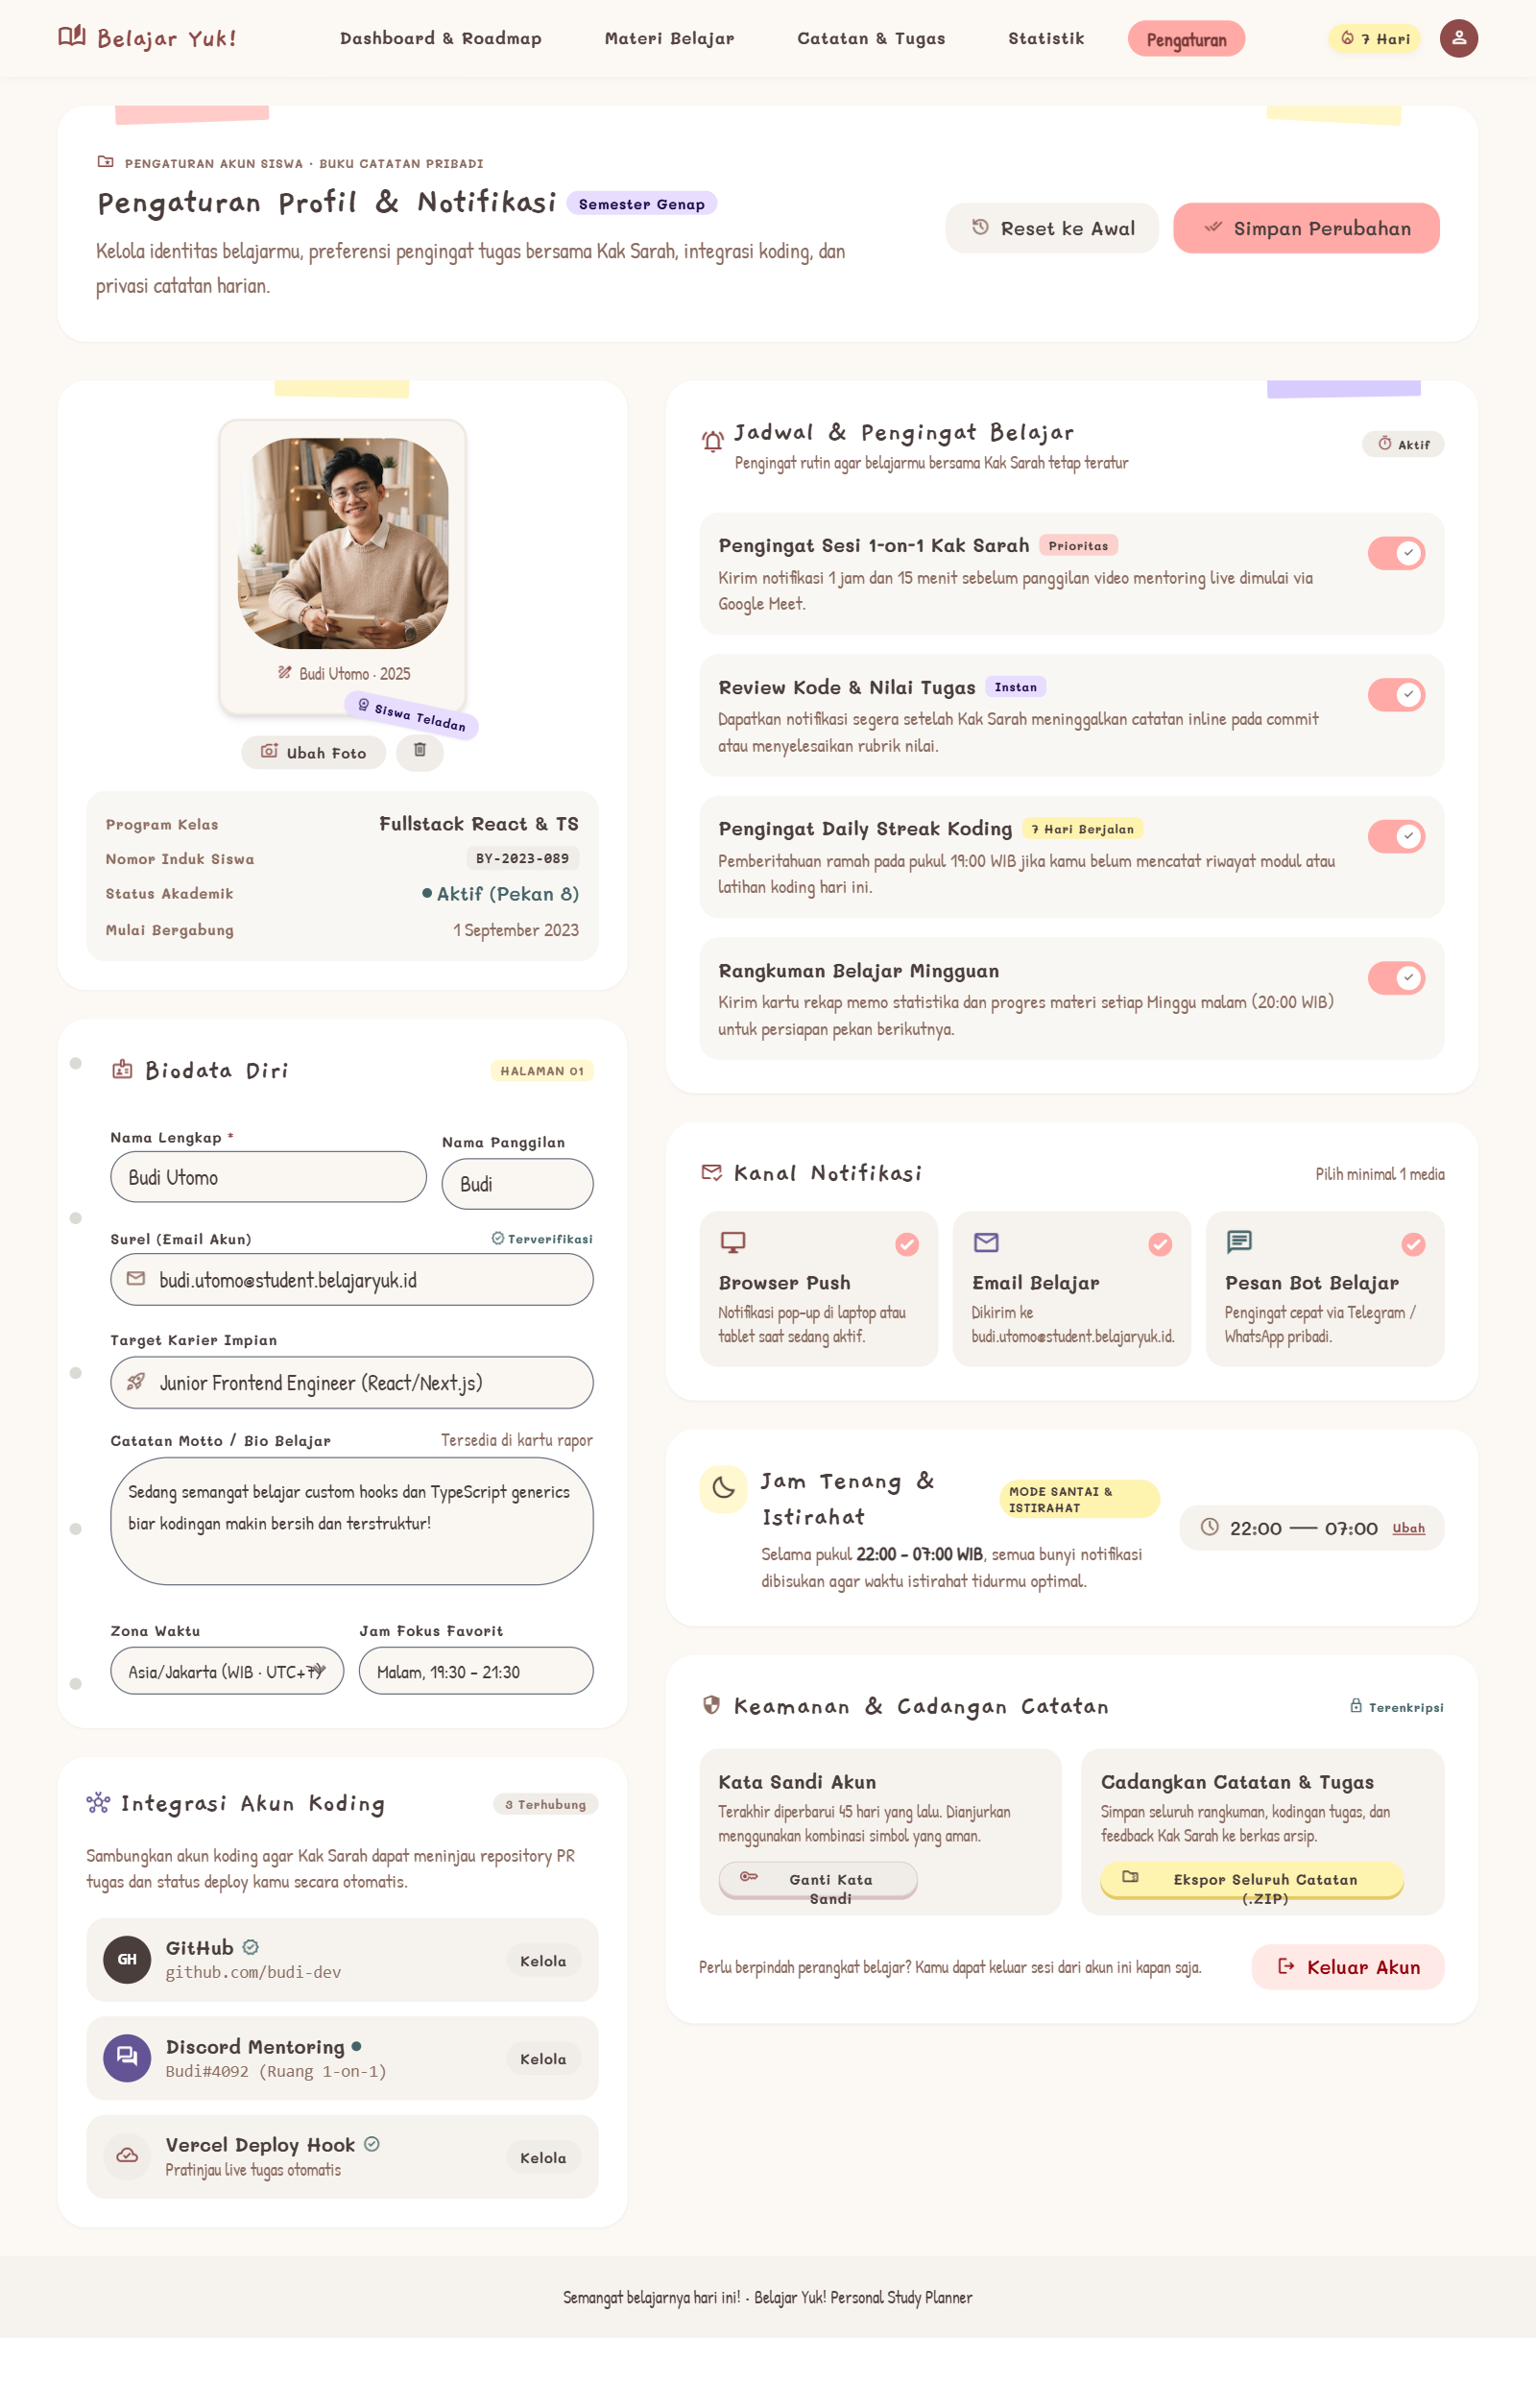 Belajar Yuk!
Dashboard & Roadmap
Materi Belajar
Catatan & Tugas
Statistik
Pengaturan
7 Hari
PENGATURAN AKUN SISWA · BUKU CATATAN PRIBADI
Pengaturan Profil & Notifikasi
Semester Genap
Kelola identitas belajarmu, preferensi pengingat tugas bersama Kak Sarah, integrasi koding, dan
privasi catatan harian.
Reset ke Awal
Simpan Perubahan
Budi Utomo · 2025
Siswa Teladan
Ubah Foto
Program Kelas
Fullstack React & TS
Nomor Induk Siswa
BY-2023-089
Status Akademik
Aktif (Pekan 8)
Mulai Bergabung
1 September 2023
Biodata Diri
HALAMAN 01
Nama Lengkap *
Nama Panggilan
Budi Utomo
Budi
Surel (Email Akun)
Terverifikasi
budi.utomo@student.belajaryuk.id
Target Karier Impian
Junior Frontend Engineer (React/Next.js)
Catatan Motto / Bio Belajar
Tersedia di kartu rapor
Sedang semangat belajar custom hooks dan TypeScript generics
biar kodingan makin bersih dan terstruktur!
Zona Waktu
Jam Fokus Favorit
Asia/Jakarta (WIB · UTC+7)
Malam, 19:30 - 21:30
Integrasi Akun Koding
3 Terhubung
Sambungkan akun koding agar Kak Sarah dapat meninjau repository PR
tugas dan status deploy kamu secara otomatis.
GH
GitHub
github.com/budi-dev
Kelola
Discord Mentoring
Budi#4092 (Ruang 1-on-1)
Kelola
Vercel Deploy Hook
Pratinjau live tugas otomatis
Kelola
Jadwal & Pengingat Belajar
Pengingat rutin agar belajarmu bersama Kak Sarah tetap teratur
Aktif
Pengingat Sesi 1-on-1 Kak Sarah
Prioritas
Kirim notifikasi 1 jam dan 15 menit sebelum panggilan video mentoring live dimulai via
Google Meet.
Review Kode & Nilai Tugas
Instan
Dapatkan notifikasi segera setelah Kak Sarah meninggalkan catatan inline pada commit
atau menyelesaikan rubrik nilai.
Pengingat Daily Streak Koding
7 Hari Berjalan
Pemberitahuan ramah pada pukul 19:00 WIB jika kamu belum mencatat riwayat modul atau
latihan koding hari ini.
Rangkuman Belajar Mingguan
Kirim kartu rekap memo statistika dan progres materi setiap Minggu malam (20:00 WIB)
untuk persiapan pekan berikutnya.
Kanal Notifikasi
Pilih minimal 1 media
Browser Push
Notifikasi pop-up di laptop atau
tablet saat sedang aktif.
Email Belajar
Dikirim ke
budi.utomo@student.belajaryuk.id.
Pesan Bot Belajar
Pengingat cepat via Telegram /
WhatsApp pribadi.
Jam Tenang &
Istirahat
MODE SANTAI &
ISTIRAHAT
Selama pukul 22:00 - 07:00 WIB, semua bunyi notifikasi
dibisukan agar waktu istirahat tidurmu optimal.
22:00 — 07:00
Ubah
Keamanan & Cadangan Catatan
Terenkripsi
Kata Sandi Akun
Terakhir diperbarui 45 hari yang lalu. Dianjurkan
menggunakan kombinasi simbol yang aman.
Ganti Kata
Sandi
Cadangkan Catatan & Tugas
Simpan seluruh rangkuman, kodingan tugas, dan
feedback Kak Sarah ke berkas arsip.
Ekspor Seluruh Catatan
(.ZIP)
Perlu berpindah perangkat belajar? Kamu dapat keluar sesi dari akun ini kapan saja.
Keluar Akun
Semangat belajarnya hari ini! · Belajar Yuk! Personal Study Planner